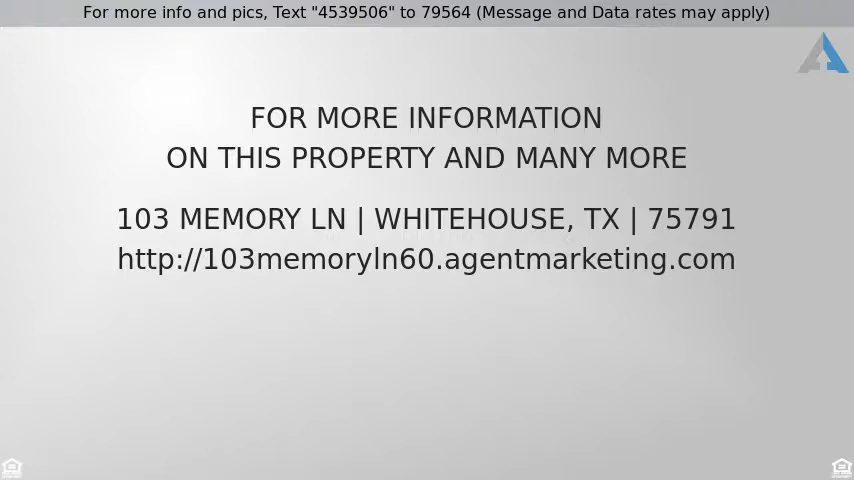 For more info and pics, Text "4539506" to 79564 (Message and Data rates may apply)
FOR MORE INFORMATION
ON THIS PROPERTY AND MANY MORE
103 MEMORY LN | WHITEHOUSE, TX | 75791
http://103memoryln60.agentmarketing.com